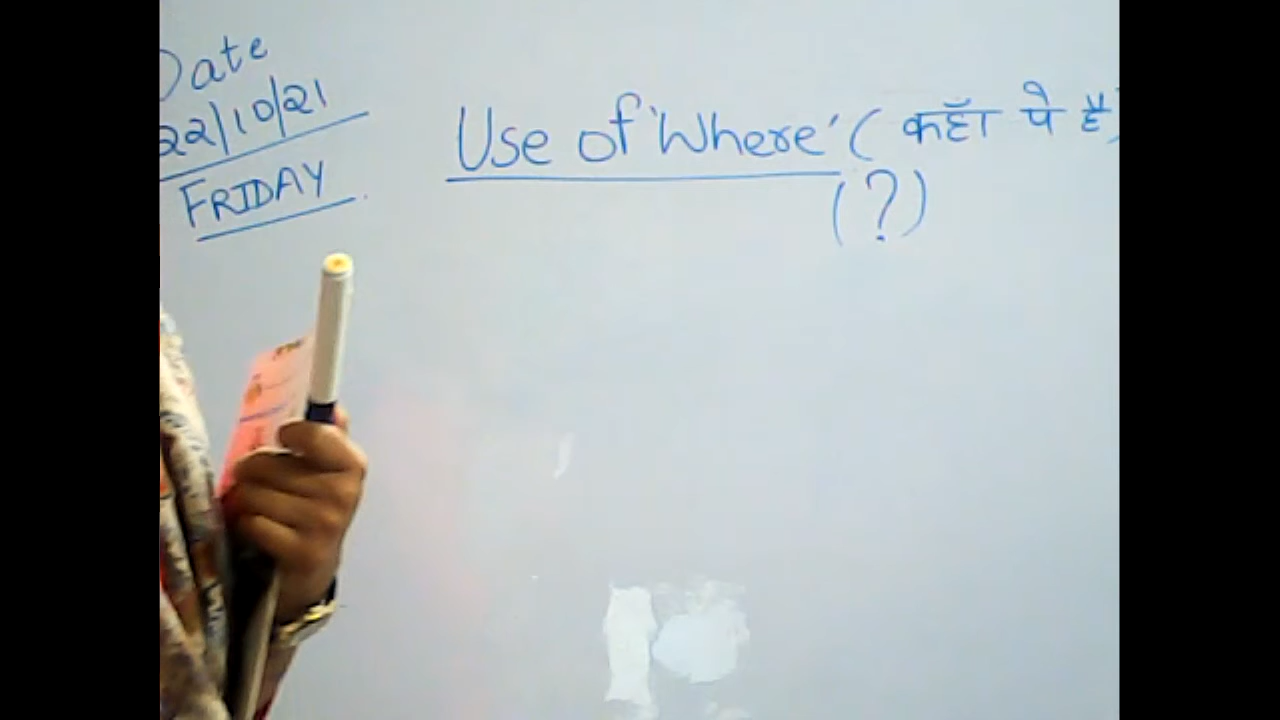 Date
22/10/21
FRIDAY.
Use of 'Where' (कहाँ पे है)
(?)